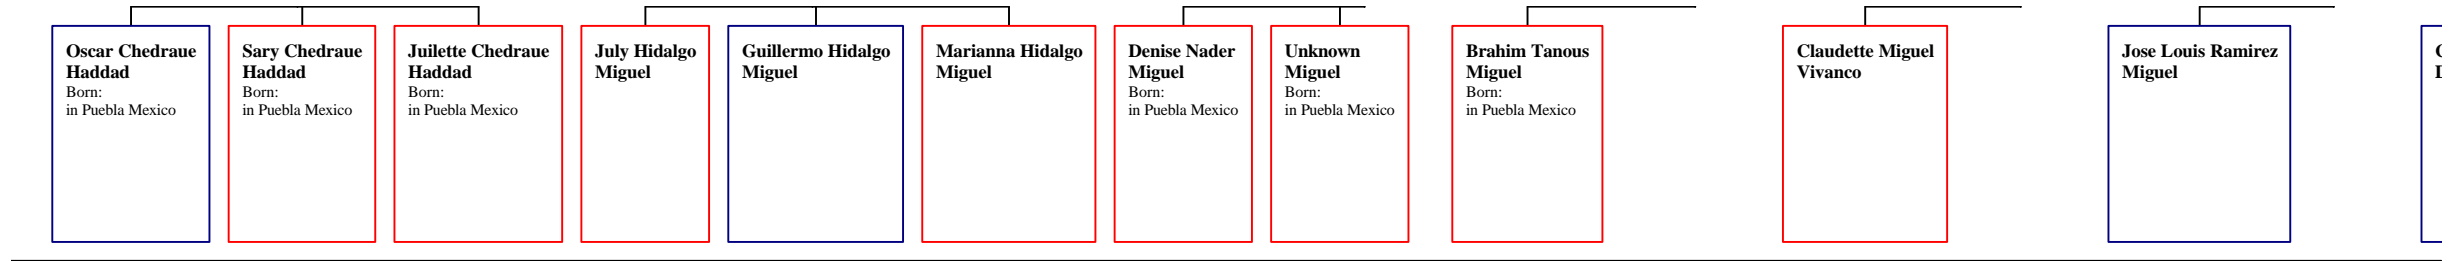 Oscar Chedraue
Haddad
Born:
in Puebla Mexico
Sary Chedraue
Haddad
Born:
in Puebla Mexico
Juilette Chedraue
Haddad
Born:
in Puebla Mexico
July Hidalgo
Miguel
Guillermo Hidalgo
Miguel
Marianna Hidalgo
Miguel
Denise Nader
Miguel
Born:
in Puebla Mexico
Unknown
Miguel
Born:
in Puebla Mexico
Brahim Tanous
Miguel
Born:
in Puebla Mexico
Claudette Miguel
Vivanco
Jose Louis Ramirez
Miguel